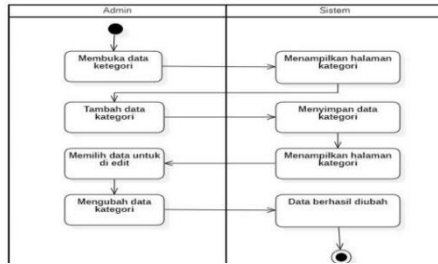 Admin
Sistem
Membuka data
ketegori
Menampilkan halaman
kategori
Tambah data
kategori
Menyimpan data
kategori
Memilih data untuk
di edit
Menampilkan halaman
kategori
Mengubah data
kategori
Data berhasil diubah